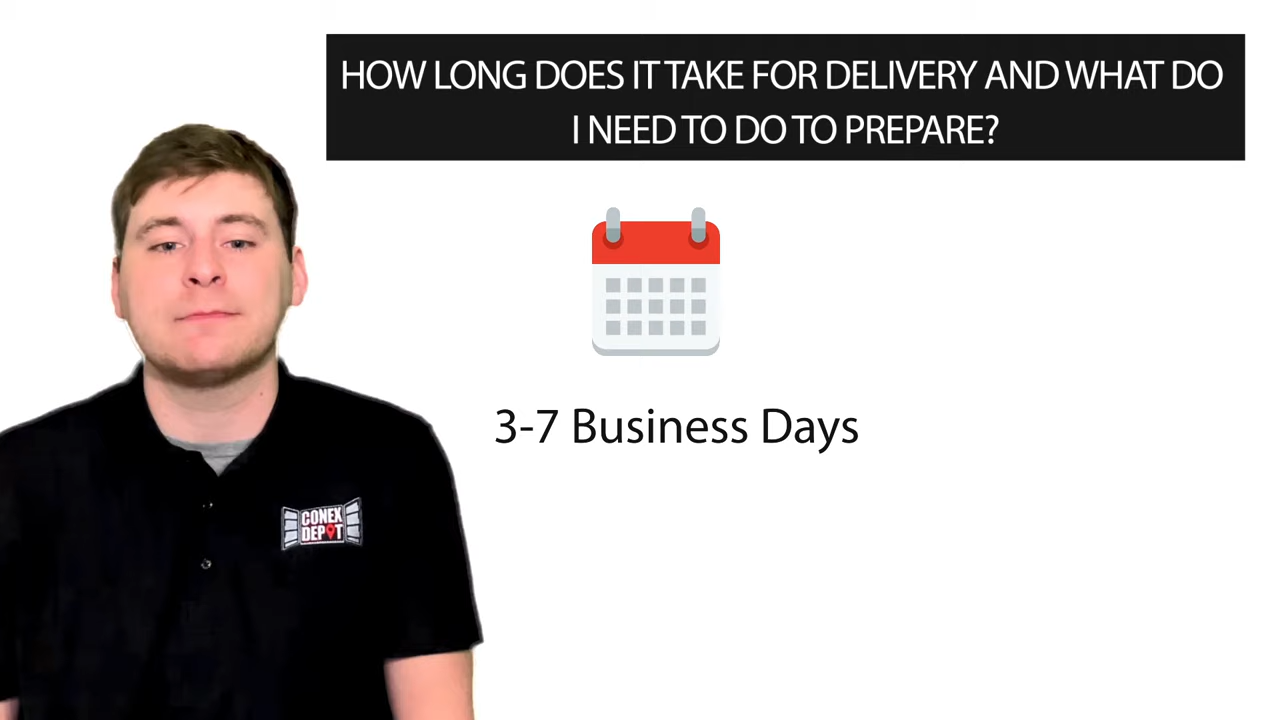 HOW LONG DOES IT TAKE FOR DELIVERY AND WHAT DO
I NEED TO DO TO PREPARE?
3-7 Business Days
CONEX
DEPOT